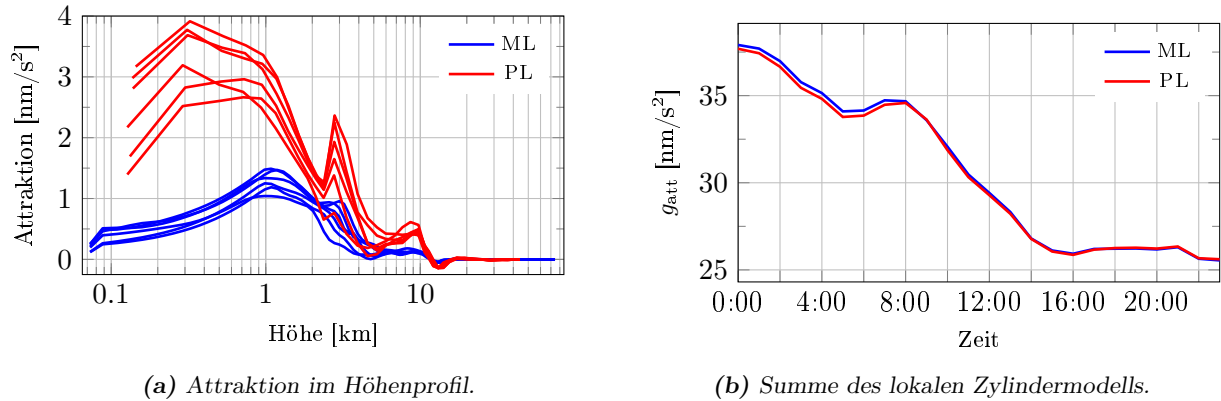 4
3
2
1
0
0.1 1 10
Attraktion [nm/s²]
Höhe [km]
ML
PL
(a) Attraktion im Höhenprofil.
35
30
25
0:00 4:00 8:00 12:00 16:00 20:00
g_att [nm/s²]
Zeit
ML
PL
(b) Summe des lokalen Zylindermodells.